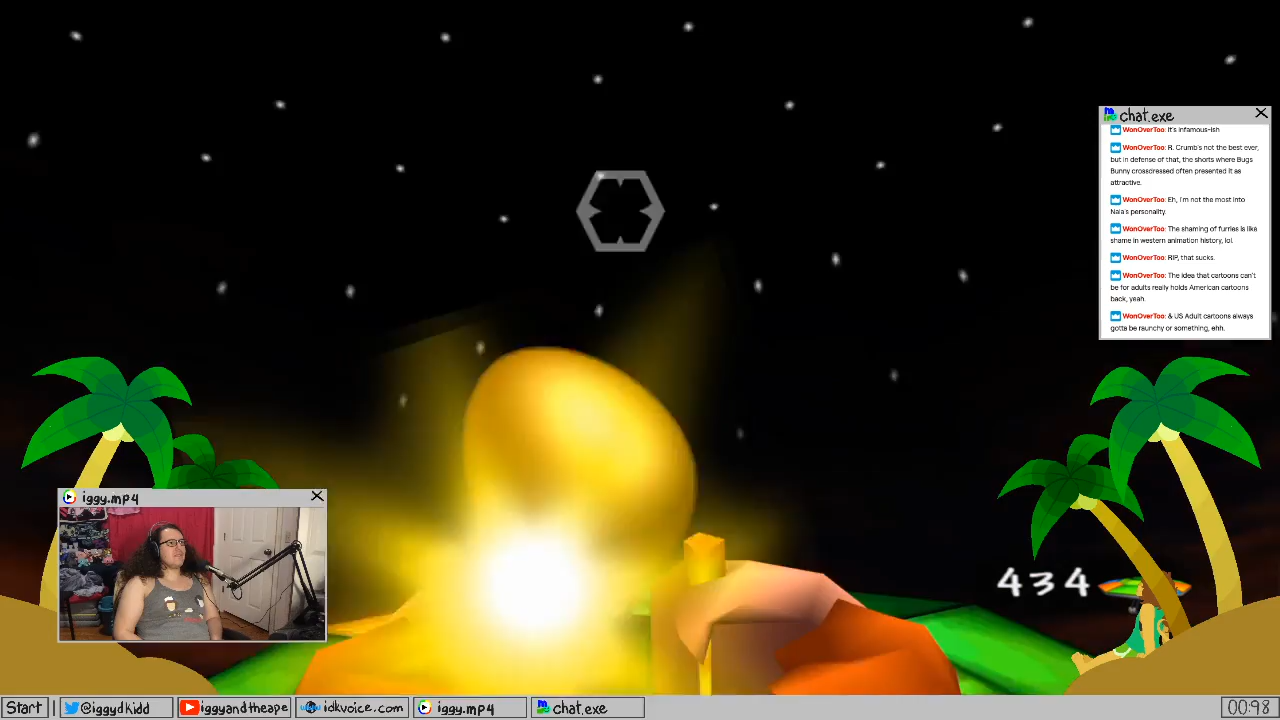 chat.exe
WonOverToo: It's infamous-ish
WonOverToo: R. Crumb's not the best ever,
but in defense of that, the shorts where Bugs
Bunny crossdressed often presented it as
attractive.
WonOverToo: Eh, I'm not the most into
Nala's personality.
WonOverToo: The shaming of furries is like
shame in western animation history, lol.
WonOverToo: RIP, that sucks.
WonOverToo: The idea that cartoons can't
be for adults really holds American cartoons
back, yeah.
WonOverToo: & US Adult cartoons always
gotta be raunchy or something, ehh.
iggy.mp4
434
Start
@iggydkidd
iggyandtheape
idkvoice.com
iggy.mp4
chat.exe
00:98